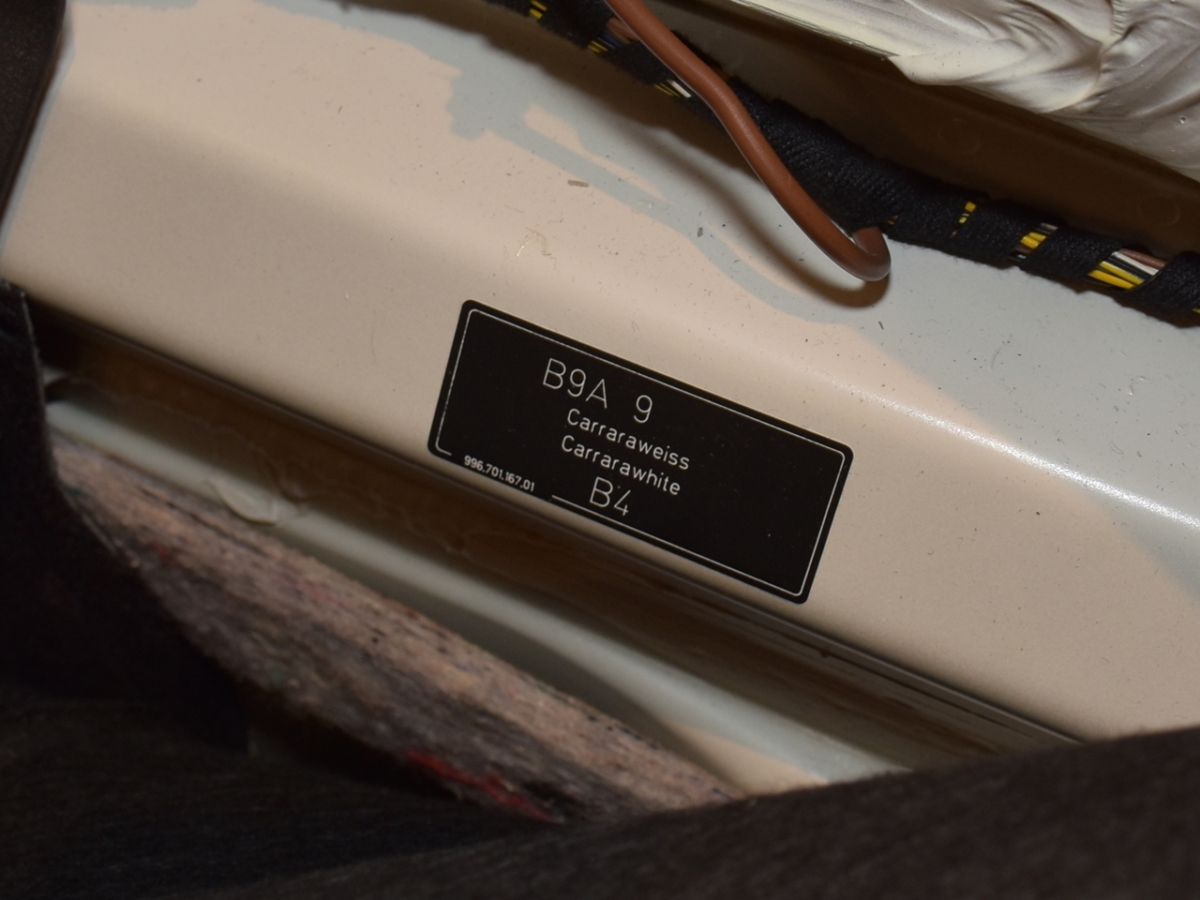 B9A 9
Carraraweiss
Carrarawhite
B4
996.701.167.01